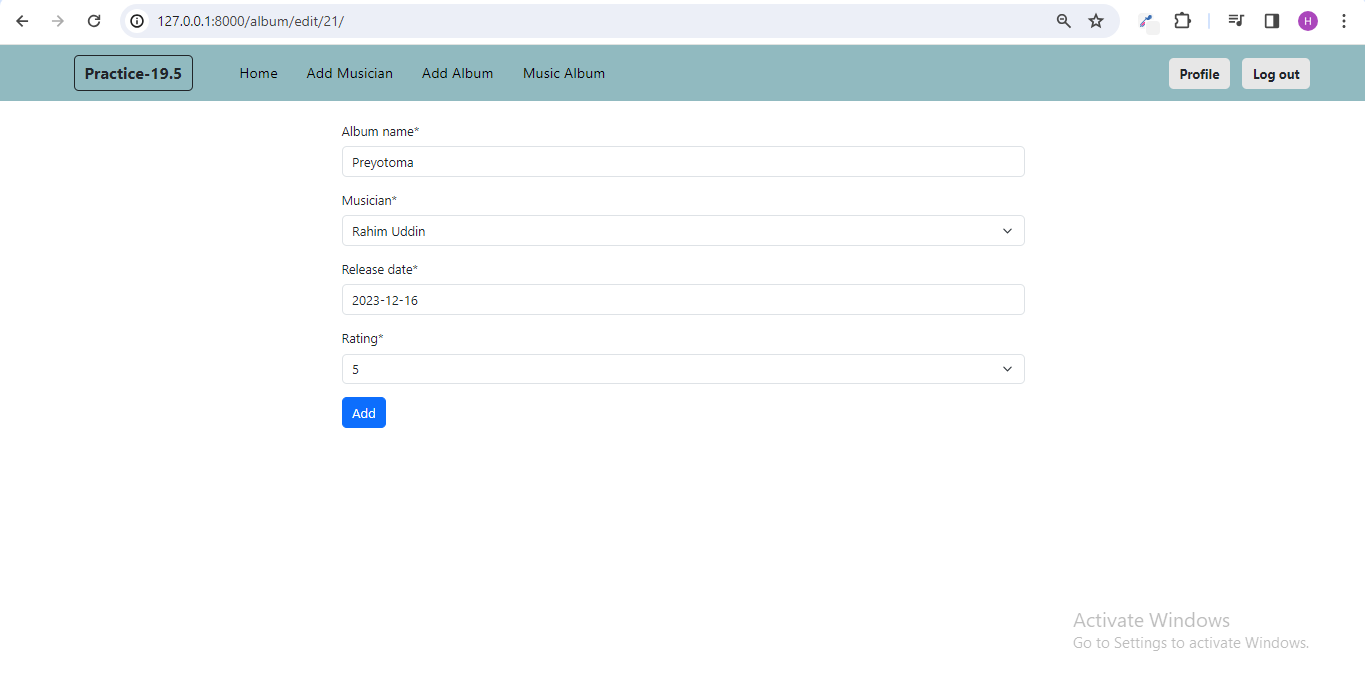 127.0.0.1:8000/album/edit/21/
H
Practice-19.5 Home Add Musician Add Album Music Album Profile Log out
Album name*
Preyotoma
Musician*
Rahim Uddin
Release date*
2023-12-16
Rating*
5
Add
Activate Windows
Go to Settings to activate Windows.